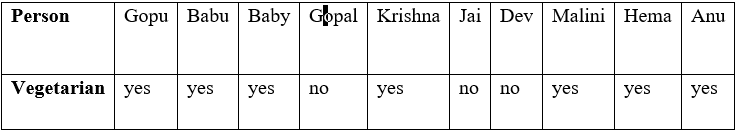 Person Gopu Babu Baby Gopal Krishna Jai Dev Malini Hema Anu
Vegetarian yes yes yes no yes no no yes yes yes